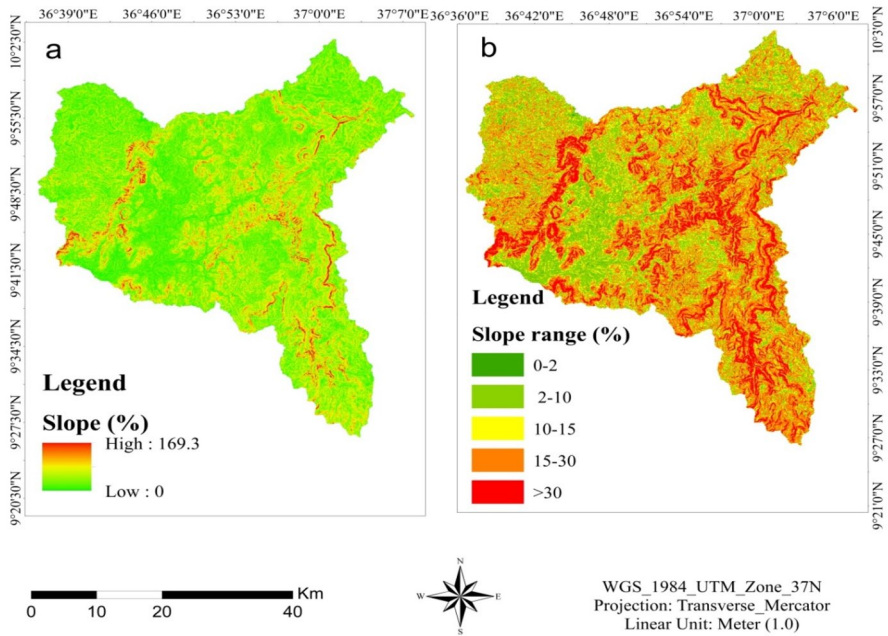 36°39'0"E 36°46'0"E 36°53'0"E 37°0'0"E 37°7'0"E
36°36'0"E 36°42'0"E 36°48'0"E 36°54'0"E 37°0'0"E 37°6'0"E
a
b
10°2'30"N
9°55'30"N
9°48'30"N
9°41'30"N
9°34'30"N
9°27'30"N
9°20'30"N
10°3'0"N
9°57'0"N
9°51'0"N
9°45'0"N
9°39'0"N
9°33'0"N
9°27'0"N
9°21'0"N
Legend
Slope (%)
High : 169.3
Low : 0
Legend
Slope range (%)
0-2
2-10
10-15
15-30
>30
Km
0 10 20 40
N
W E
S
WGS_1984_UTM_Zone_37N
Projection: Transverse_Mercator
Linear Unit: Meter (1.0)